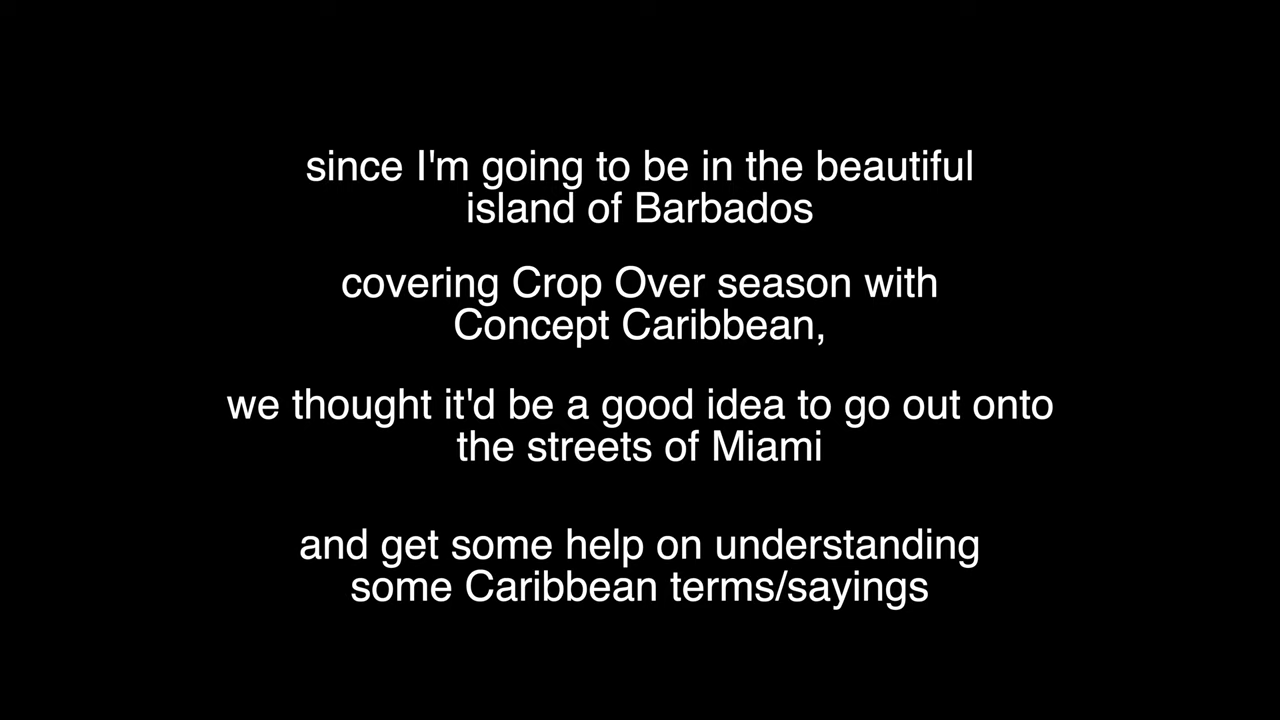 since I'm going to be in the beautiful
island of Barbados
covering Crop Over season with
Concept Caribbean,
we thought it'd be a good idea to go out onto
the streets of Miami
and get some help on understanding
some Caribbean terms/sayings